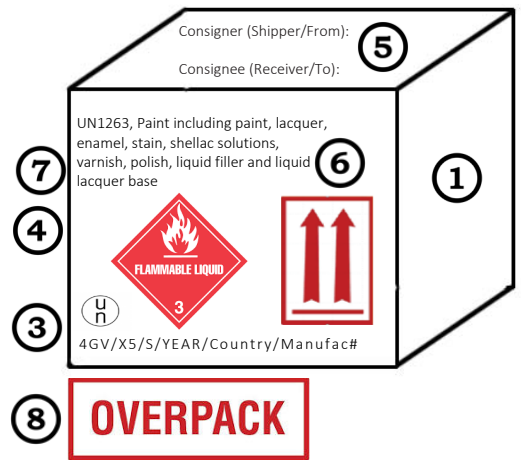 Consigner (Shipper/From):
5
Consignee (Receiver/To):
UN1263, Paint including paint, lacquer,
enamel, stain, shellac solutions,
varnish, polish, liquid filler and liquid
lacquer base
6
7
1
4
FLAMMABLE LIQUID
3
u
n
3
4GV/X5/S/YEAR/Country/Manufac#
8
OVERPACK